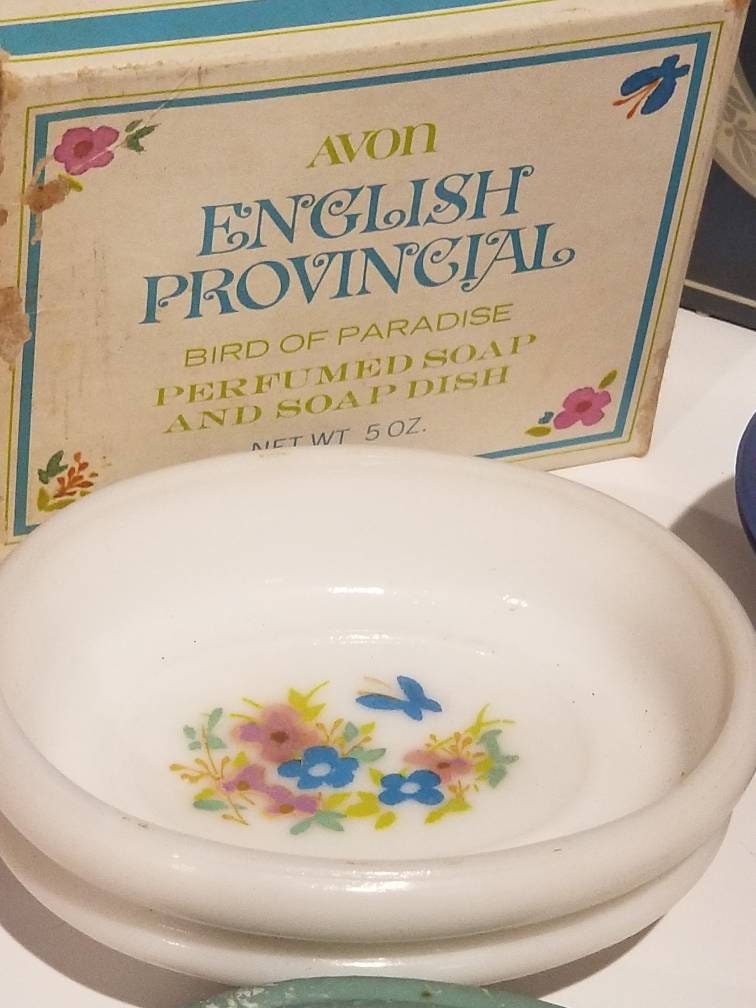 AVON
ENGLISH
PROVINCIAL
BIRD OF PARADISE
PERFUMED SOAP
AND SOAP DISH
NET WT 5 OZ.